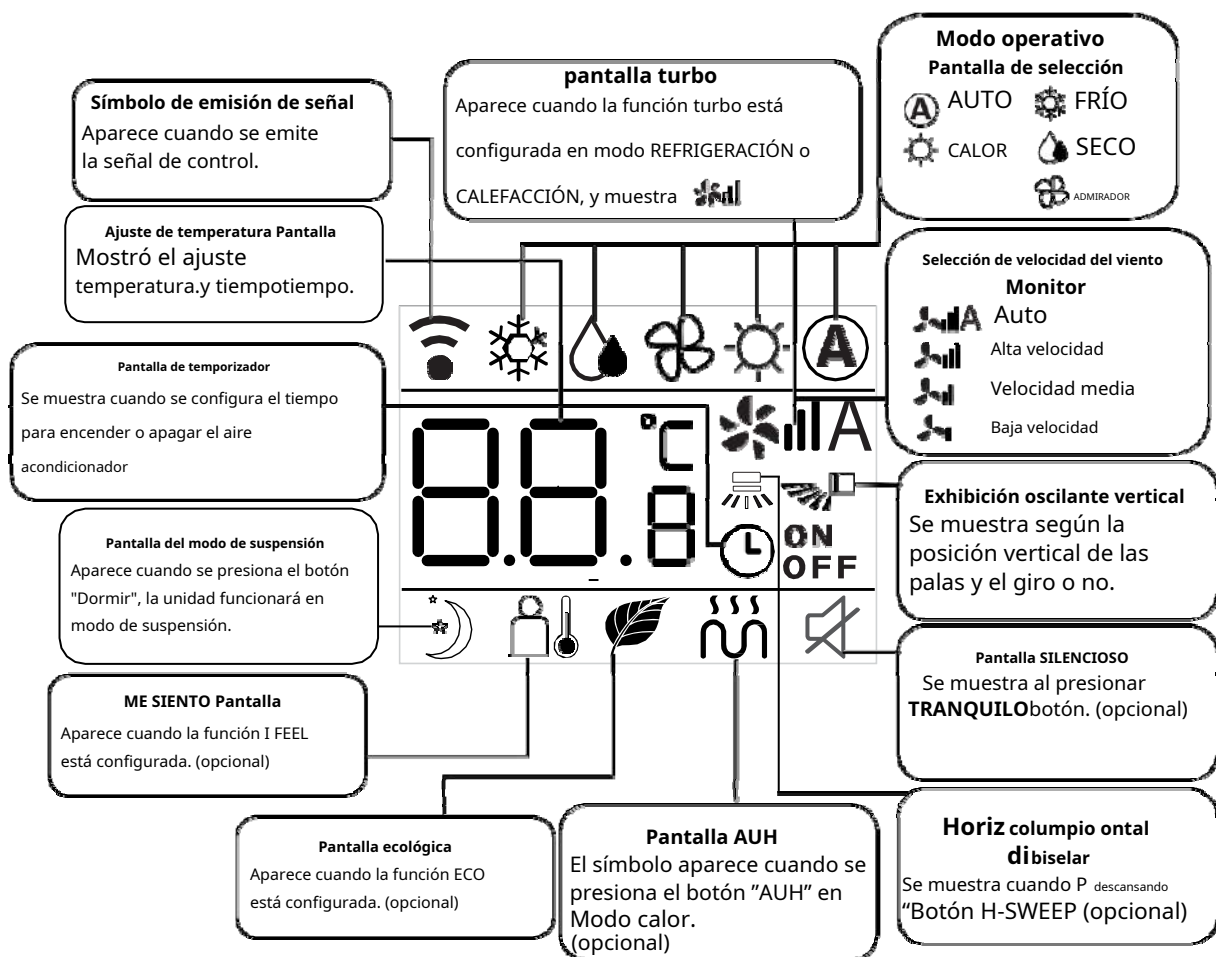 Modo operativo
Pantalla de selección
A AUTO FRÍO
CALOR SECO
ADMIRADOR
pantalla turbo
Aparece cuando la función turbo está
configurada en modo REFRIGERACIÓN o
CALEFACCIÓN, y muestra
Símbolo de emisión de señal
Aparece cuando se emite
la señal de control.
Ajuste de temperatura Pantalla
Mostró el ajuste
temperatura.y tiempotiempo.
Selección de velocidad del viento
Monitor
A Auto
Alta velocidad
Velocidad media
Baja velocidad
Pantalla de temporizador
Se muestra cuando se configura el tiempo
para encender o apagar el aire
acondicionador
A
88.8 °C
A
ON
OFF
Exhibición oscilante vertical
Se muestra según la
posición vertical de las
palas y el giro o no.
Pantalla del modo de suspensión
Aparece cuando se presiona el botón
"Dormir", la unidad funcionará en
modo de suspensión.
Pantalla SILENCIOSO
Se muestra al presionar
TRANQUILObotón. (opcional)
ME SIENTO Pantalla
Aparece cuando la función I FEEL
está configurada. (opcional)
Pantalla ecológica
Aparece cuando la función ECO
está configurada. (opcional)
Pantalla AUH
El símbolo aparece cuando se
presiona el botón ”AUH” en
Modo calor.
(opcional)
Horiz columpio ontal
dibiselar
Se muestra cuando P descansando
“Botón H-SWEEP (opcional)